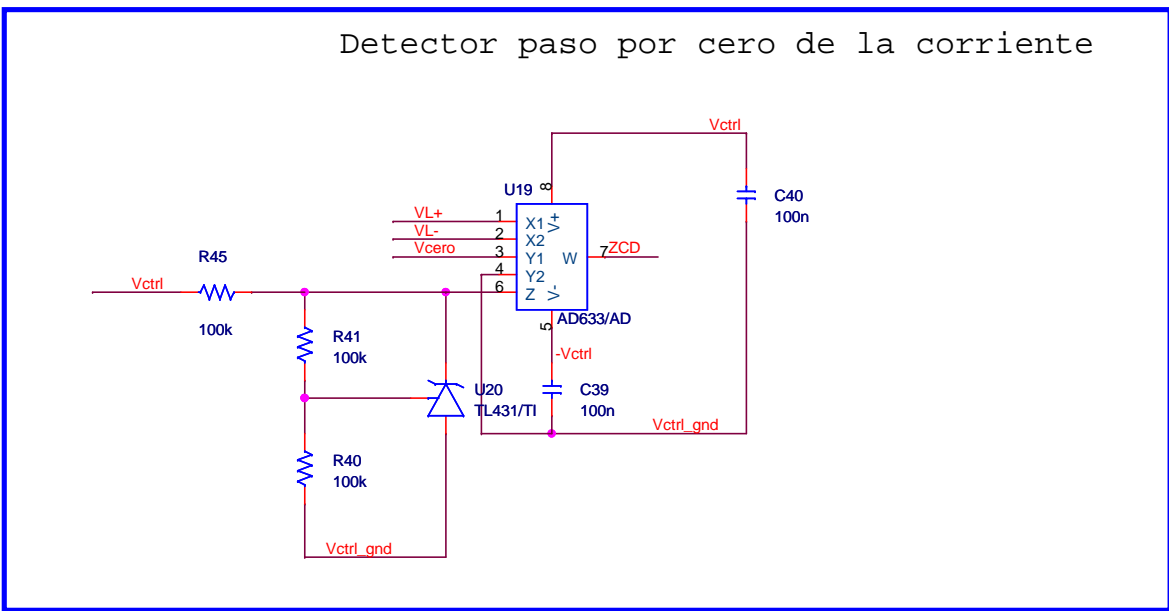 Detector paso por cero de la corriente
Vctrl
U19
8
C40
100n
VL+
1
X1
V+
VL-
2
X2
Vcero
3
Y1
W
7
ZCD
4
Y2
6
Z
V-
R45
Vctrl
100k
AD633/AD
5
R41
100k
-Vctrl
U20
TL431/TI
C39
100n
Vctrl_gnd
R40
100k
Vctrl_gnd